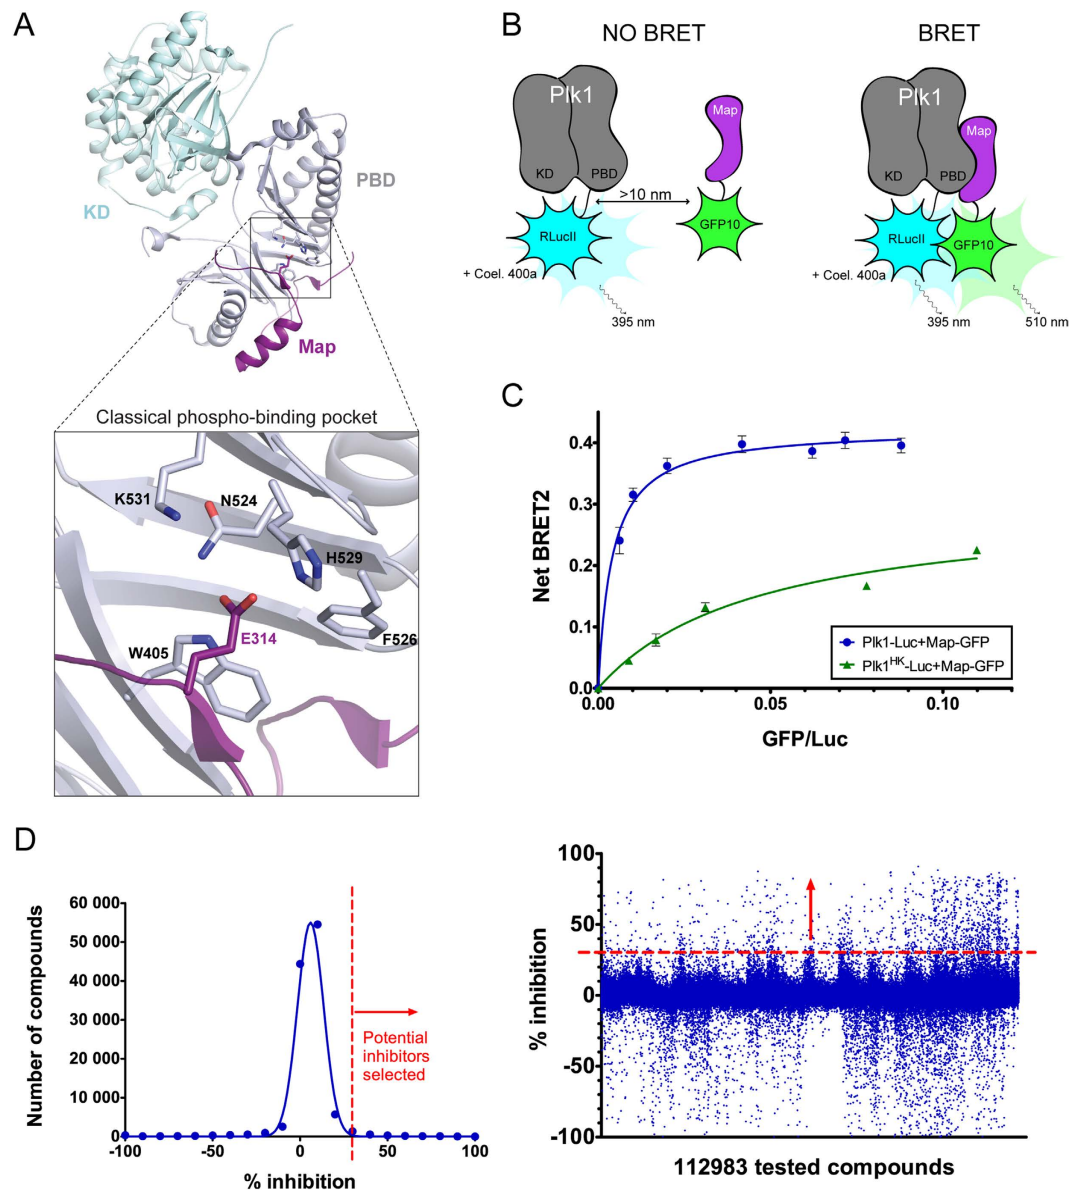 A
KD
PBD
Map
Classical phospho-binding pocket
K531
N524
H529
F526
E314
W405
B
NO BRET
BRET
Plk1
KD
PBD
Map
>10 nm
RLucII
GFP10
+ Coel. 400a
395 nm
Plk1
KD
PBD
Map
RLucII
GFP10
+ Coel. 400a
395 nm
510 nm
C
Net BRET2
0.4
0.3
0.2
0.1
0.0
0.00
0.05
0.10
GFP/Luc
Plk1-Luc+Map-GFP
Plk1HK-Luc+Map-GFP
D
Number of compounds
60 000
50 000
40 000
30 000
20 000
10 000
0
-100
-50
0
50
100
% inhibition
Potential
inhibitors
selected
% inhibition
100
50
0
-50
-100
112983 tested compounds